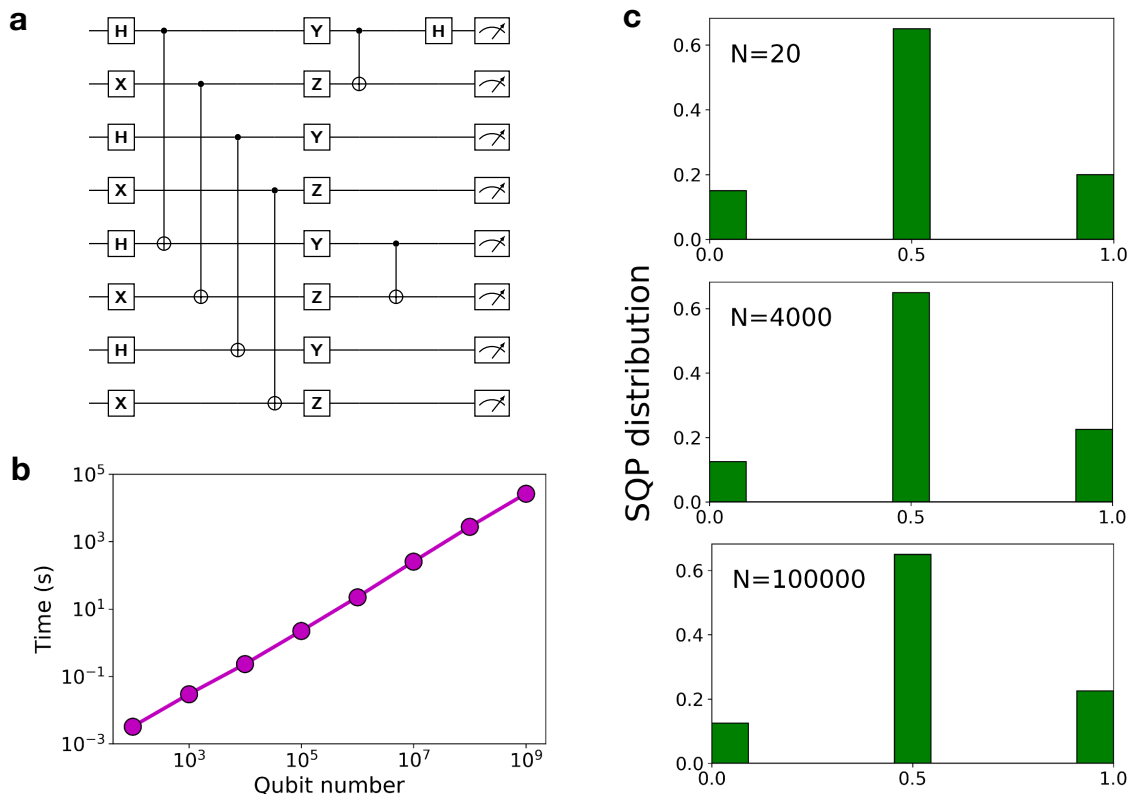 a
H Y H
X Z
H Y
X Z
H Y
X Z
H Y
X Z
b
Time (s)
10^5
10^3
10^1
10^−1
10^−3
10^3 10^5 10^7 10^9
Qubit number
c
SQP distribution
N=20
0.6
0.4
0.2
0.0
0.0 0.5 1.0
N=4000
0.6
0.4
0.2
0.0
0.0 0.5 1.0
N=100000
0.6
0.4
0.2
0.0
0.0 0.5 1.0